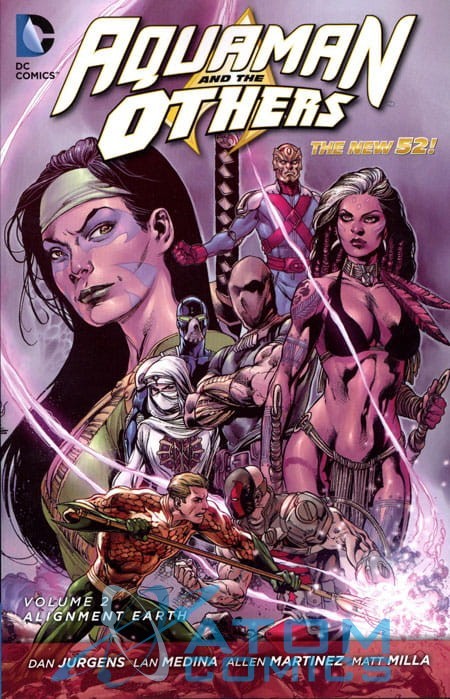 DC COMICS™
AQUAMAN
AND THE
OTHERS
THE NEW 52!
VOLUME 2
ALIGNMENT EARTH
ATOM
COMICS
DAN JURGENS LAN MEDINA ALLEN MARTINEZ MATT MILLA